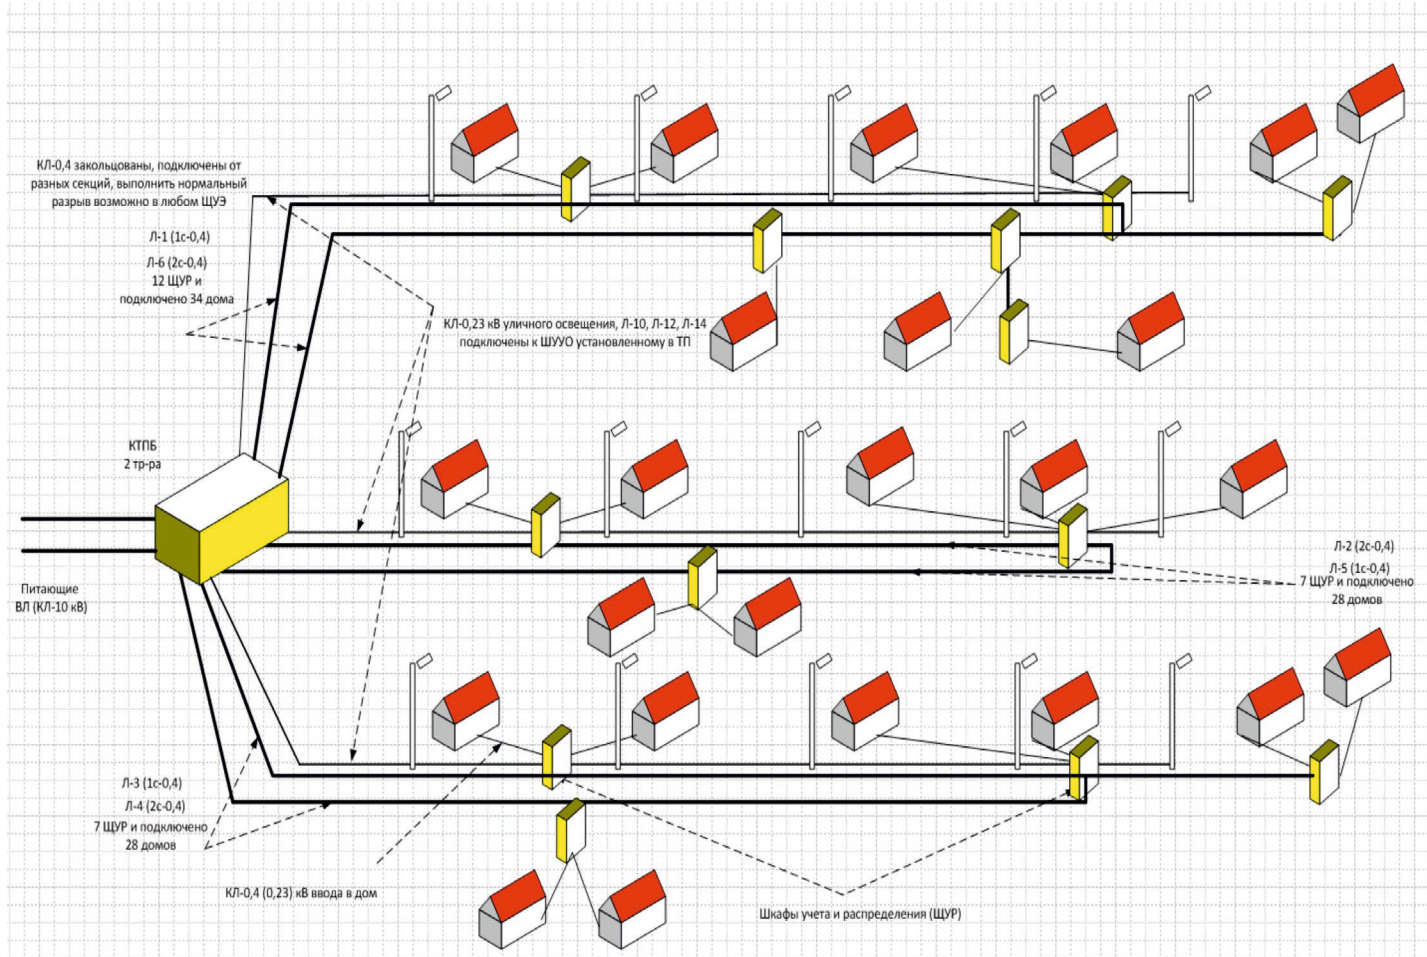 КЛ-0,4 закольцованы, подключены от
разных секций, выполнить нормальный
разрыв возможно в любом ЩУЭ
Л-1 (1с-0,4)
Л-6 (2с-0,4)
12 ЩУР и
подключено 34 дома
КЛ-0,23 кВ уличного освещения, Л-10, Л-12, Л-14
подключены к ШУУО установленному в ТП
КТПБ
2 тр-ра
Питающие
ВЛ (КЛ-10 кВ)
Л-2 (2с-0,4)
Л-5 (1с-0,4)
7 ЩУР и подключено
28 домов
Л-3 (1с-0,4)
Л-4 (2с-0,4)
7 ЩУР и подключено
28 домов
КЛ-0,4 (0,23) кВ ввода в дом
Шкафы учета и распределения (ЩУР)